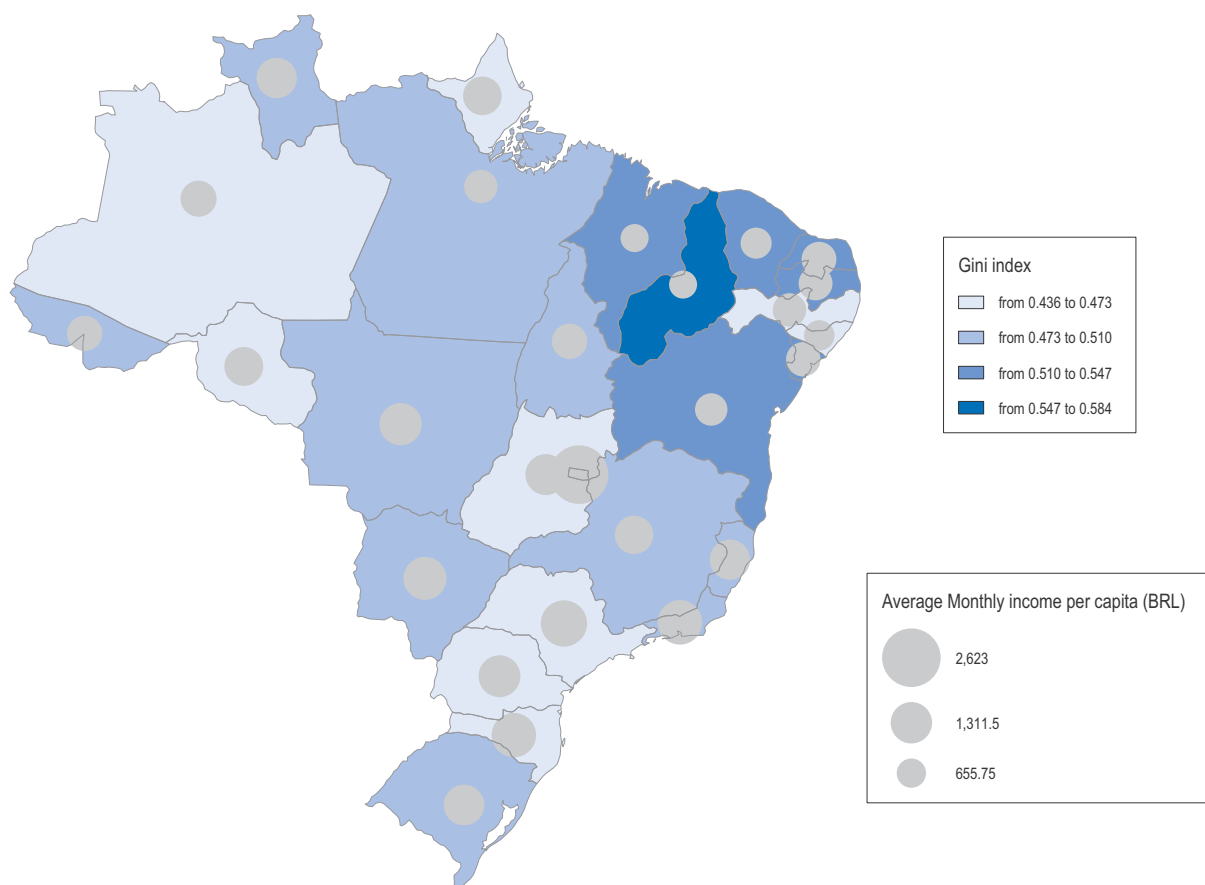 Gini index
from 0.436 to 0.473
from 0.473 to 0.510
from 0.510 to 0.547
from 0.547 to 0.584
Average Monthly income per capita (BRL)
2,623
1,311.5
655.75